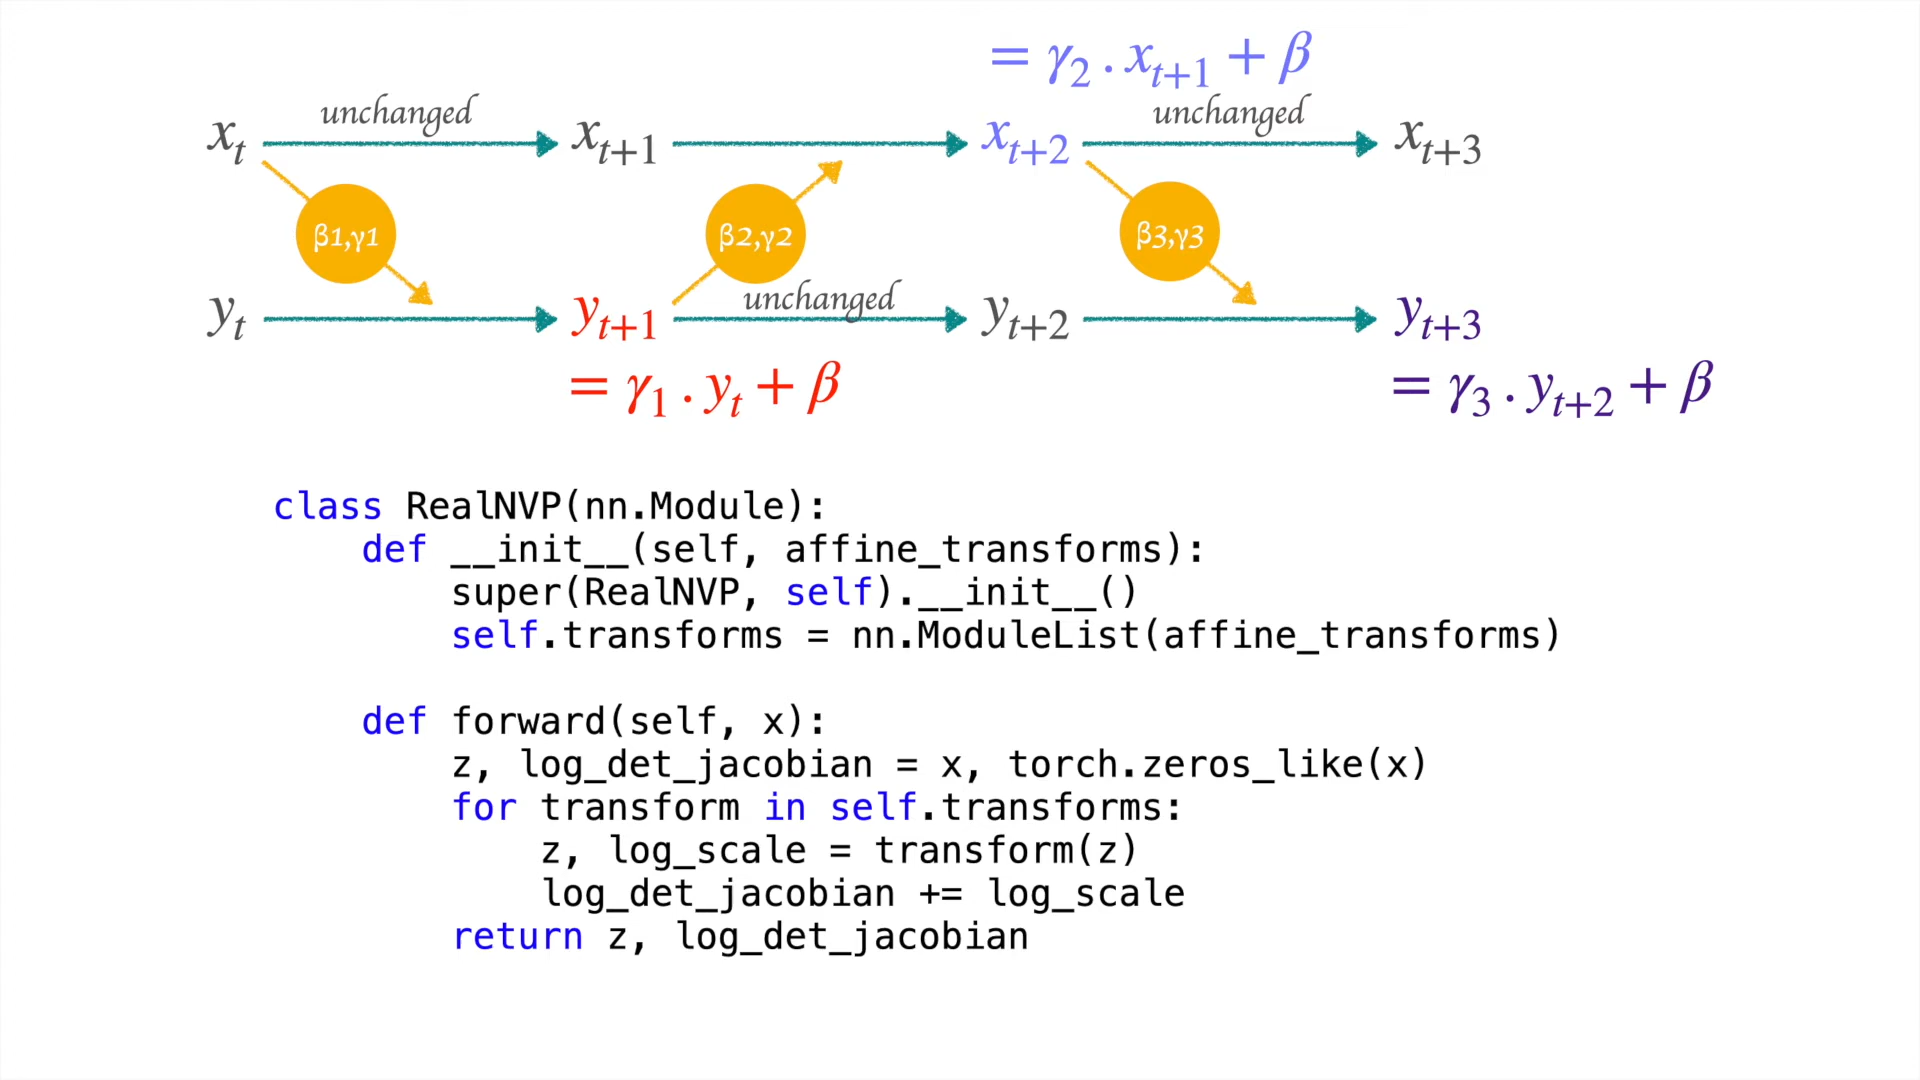 = γ₂ . xₜ₊₁ + β
unchanged
unchanged
xₜ
xₜ₊₁
xₜ₊₂
xₜ₊₃
β1,γ1
β2,γ2
β3,γ3
unchanged
yₜ
yₜ₊₁
yₜ₊₂
yₜ₊₃
= γ₁ . yₜ + β
= γ₃ . yₜ₊₂ + β
class RealNVP(nn.Module):
    def __init__(self, affine_transforms):
        super(RealNVP, self).__init__()
        self.transforms = nn.ModuleList(affine_transforms)
    def forward(self, x):
        z, log_det_jacobian = x, torch.zeros_like(x)
        for transform in self.transforms:
            z, log_scale = transform(z)
            log_det_jacobian += log_scale
        return z, log_det_jacobian